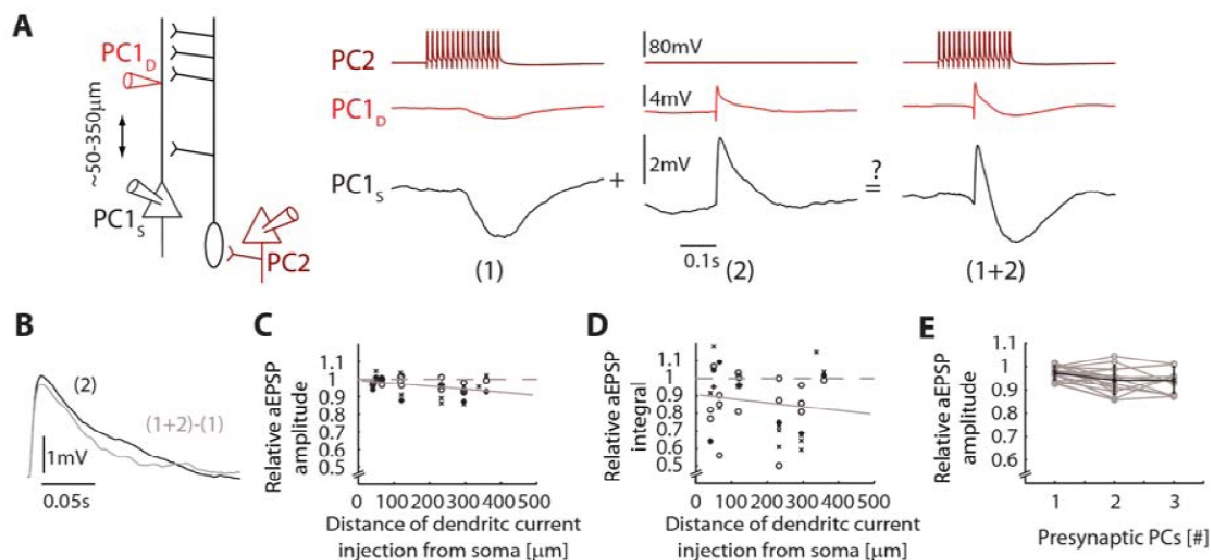 A
PC1D
~50-350µm
PC1S
PC2
PC2
80mV
PC1D
4mV
PC1S
+
2mV
?
=
0.1s
(1)
(2)
(1+2)
B
(2)
(1+2)-(1)
1mV
0.05s
C
Relative aEPSP
amplitude
1.1
1
0.9
0.8
0.7
0.6
0.5
0 100 200 300 400 500
Distance of dendritc current
injection from soma [µm]
D
Relative aEPSP
integral
1.1
1
0.9
0.8
0.7
0.6
0.5
0 100 200 300 400 500
Distance of dendritc current
injection from soma [µm]
E
Relative aEPSP
amplitude
1.1
1
0.9
0.8
0.7
0.6
1 2 3
Presynaptic PCs [#]